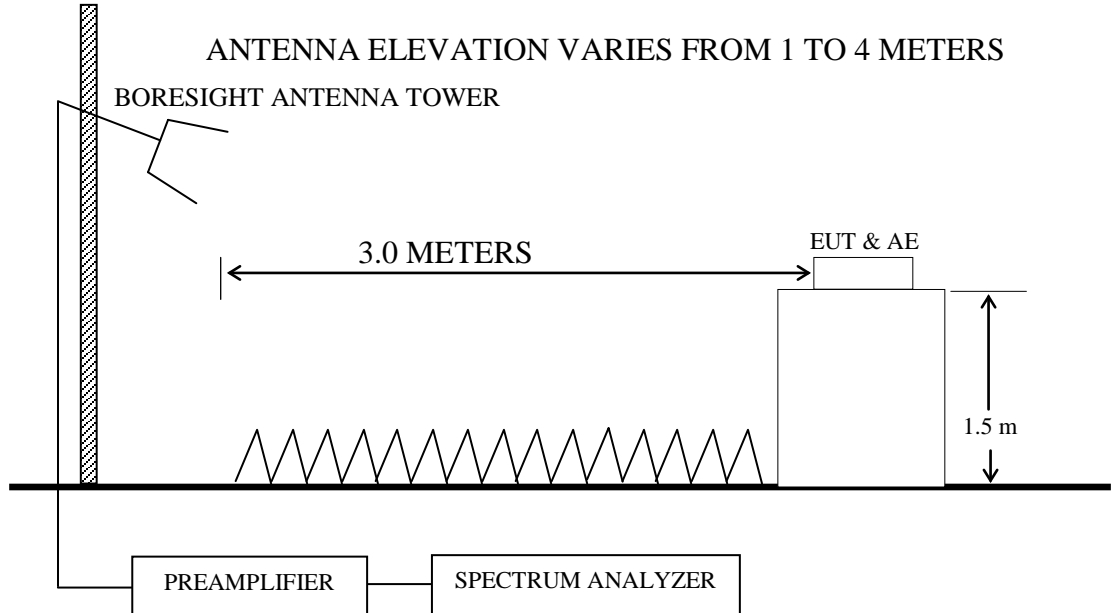 ANTENNA ELEVATION VARIES FROM 1 TO 4 METERS
BORESIGHT ANTENNA TOWER
EUT & AE
3.0 METERS
1.5 m
PREAMPLIFIER
SPECTRUM ANALYZER